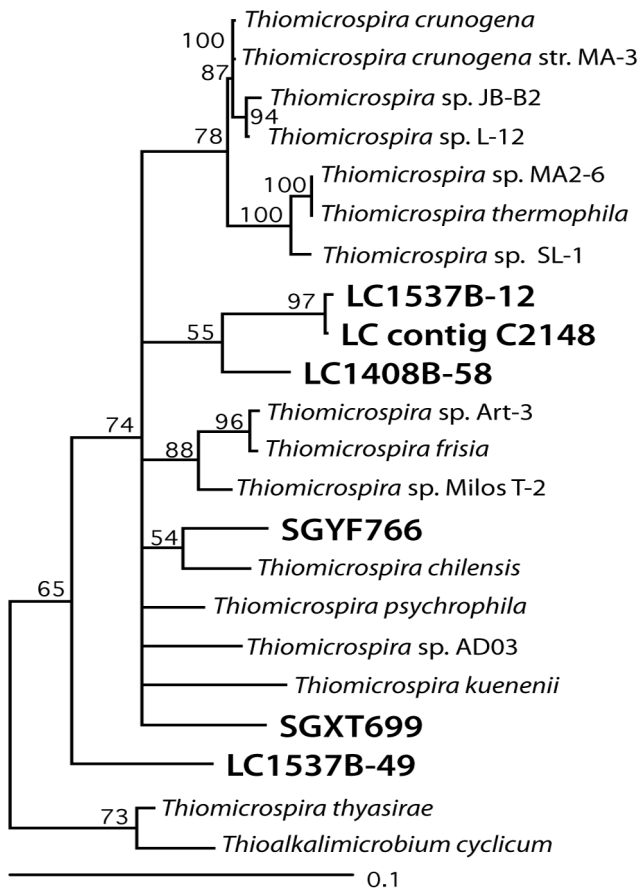 Thiomicrospira crunogena
100
Thiomicrospira crunogena str. MA-3
87
Thiomicrospira sp. JB-B2
94
Thiomicrospira sp. L-12
78
Thiomicrospira sp. MA2-6
100
Thiomicrospira thermophila
100
Thiomicrospira sp. SL-1
LC1537B-12
97
LC contig C2148
55
LC1408B-58
Thiomicrospira sp. Art-3
96
74
Thiomicrospira frisia
88
Thiomicrospira sp. Milos T-2
SGYF766
54
Thiomicrospira chilensis
65
Thiomicrospira psychrophila
Thiomicrospira sp. AD03
Thiomicrospira kuenenii
SGXT699
LC1537B-49
Thiomicrospira thyasirae
73
Thioalkalimicrobium cyclicum
0.1